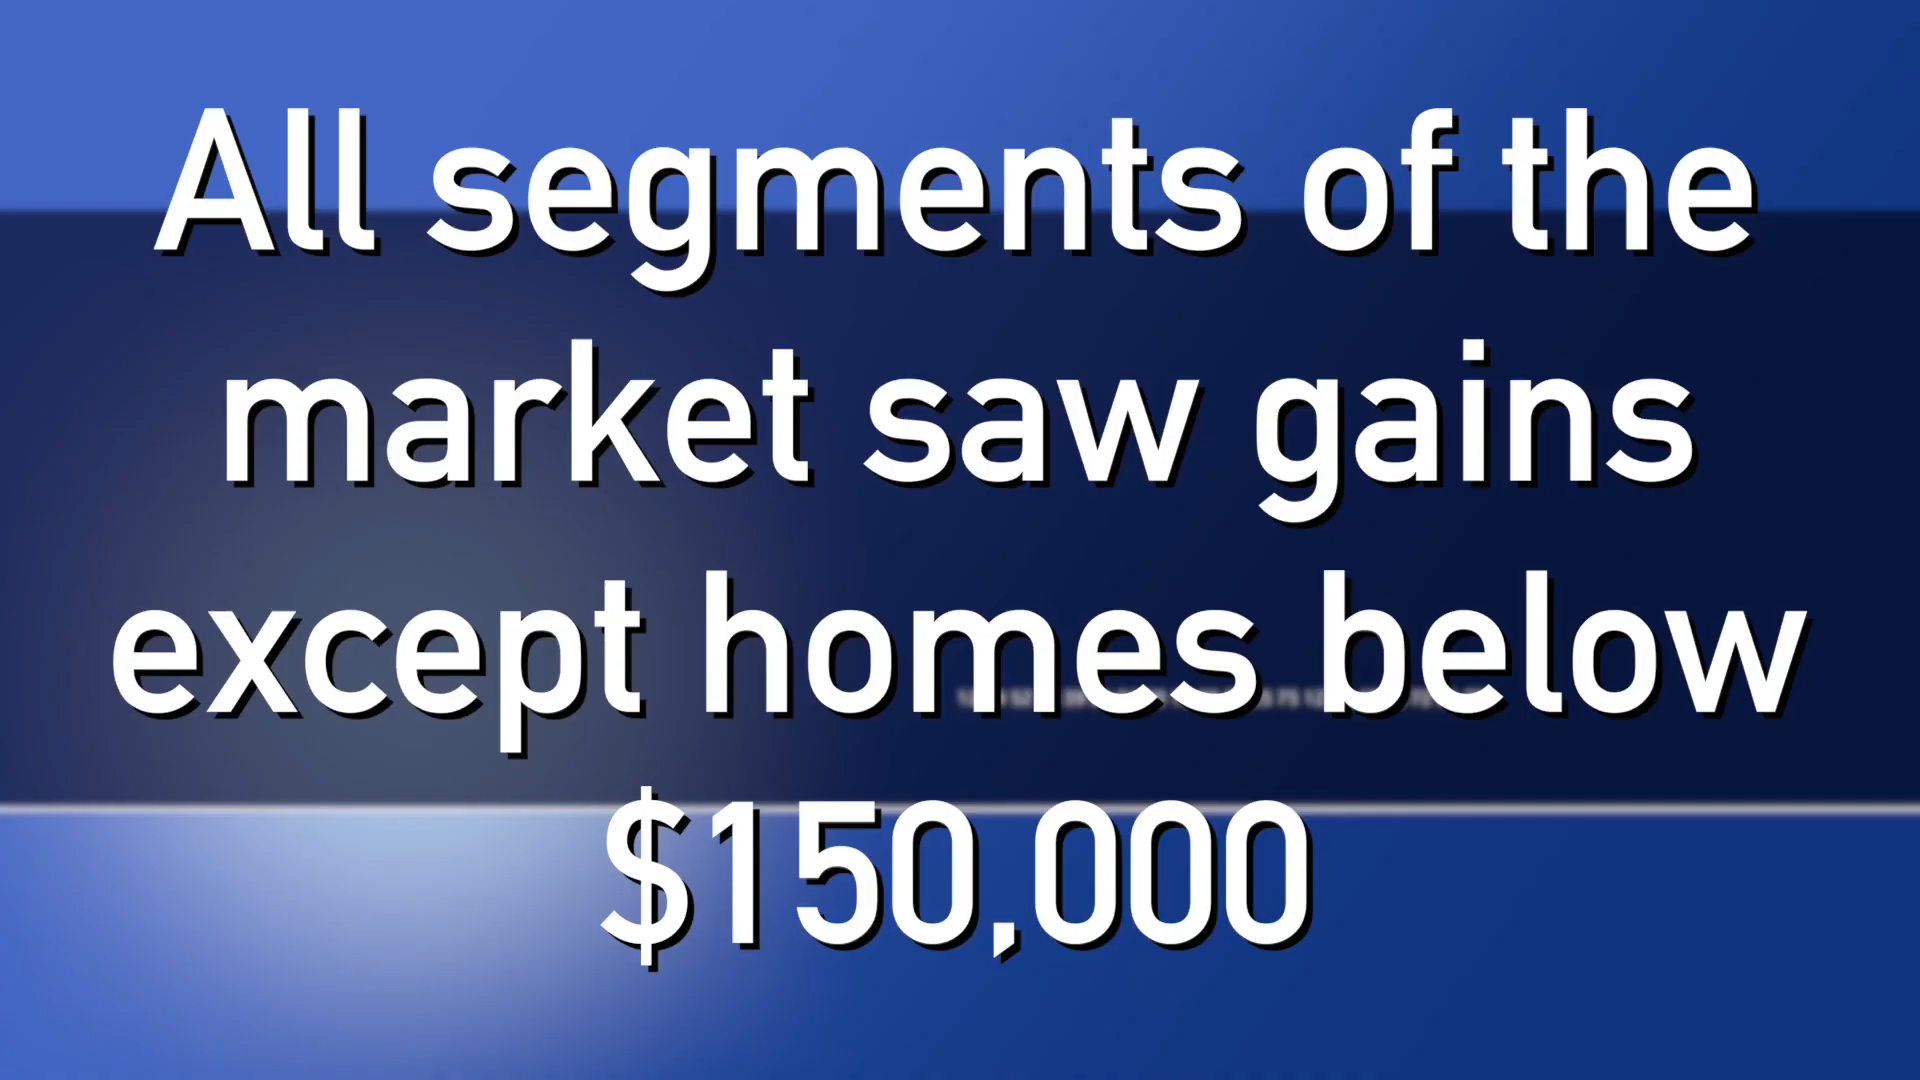 All segments of the
market saw gains
except homes below
$150,000